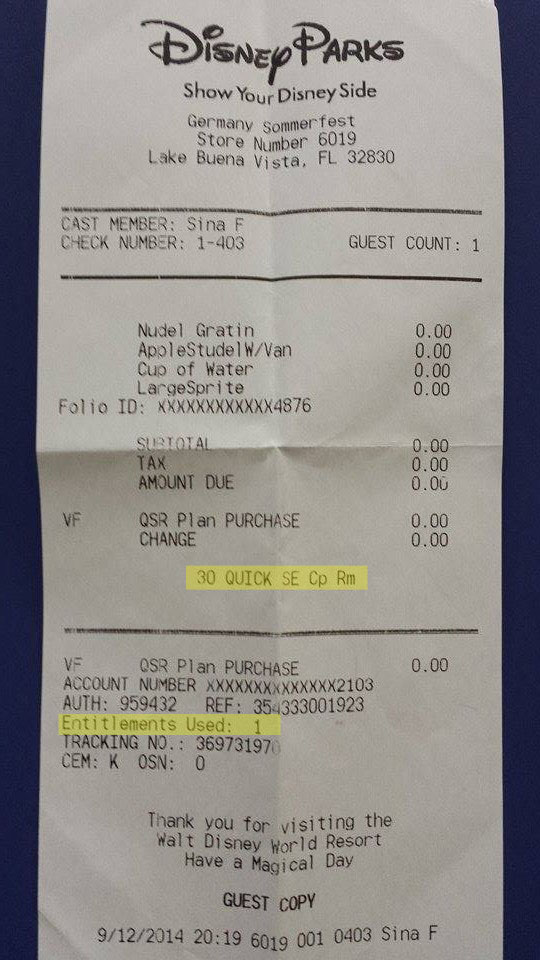 Disney Parks
Show Your Disney Side
Germany Sommerfest
Store Number 6019
Lake Buena Vista, FL 32830
CAST MEMBER: Sina F
CHECK NUMBER: 1-403 GUEST COUNT: 1
Nudel Gratin 0.00
AppleStudelW/Van 0.00
Cup of Water 0.00
LargeSprite 0.00
Folio ID: XXXXXXXXXXXX4876
SUBTOTAL 0.00
TAX 0.00
AMOUNT DUE 0.00
VF QSR Plan PURCHASE 0.00
CHANGE 0.00
30 QUICK SE Cp Rm
VF QSR Plan PURCHASE 0.00
ACCOUNT NUMBER XXXXXXXXXXXXXXX2103
AUTH: 959432 REF: 354333001923
Entitlements Used: 1
TRACKING NO.: 369731970
CEM: K OSN: 0
Thank you for visiting the
Walt Disney World Resort
Have a Magical Day
GUEST COPY
9/12/2014 20:19 6019 001 0403 Sina F